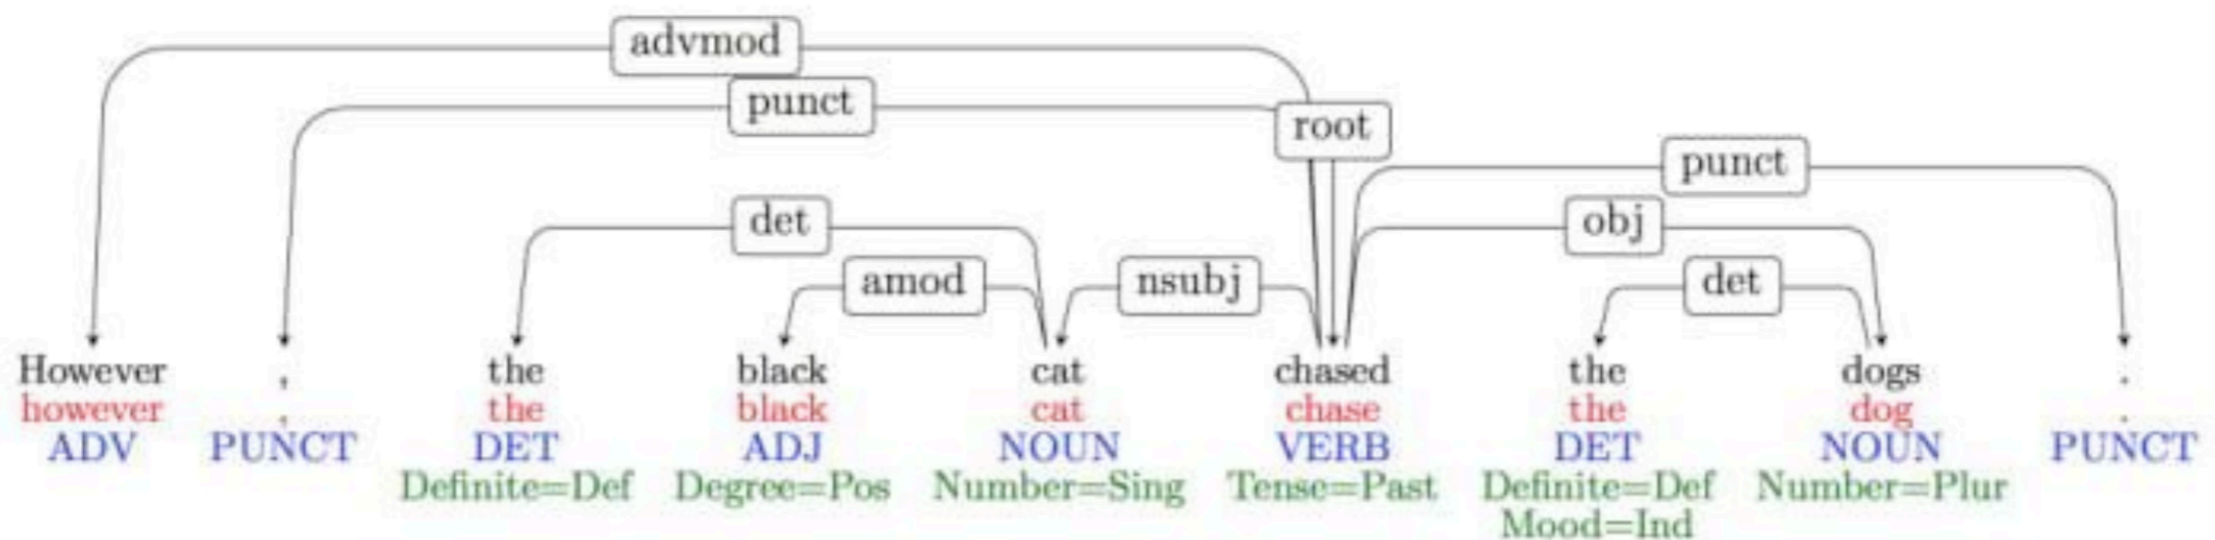 advmod
punct
root
punct
det
obj
amod
nsubj
det
However , the black cat chased the dogs .
however , the black cat chase the dog .
ADV PUNCT DET ADJ NOUN VERB DET NOUN PUNCT
Definite=Def Degree=Pos Number=Sing Tense=Past Definite=Def Number=Plur
Mood=Ind